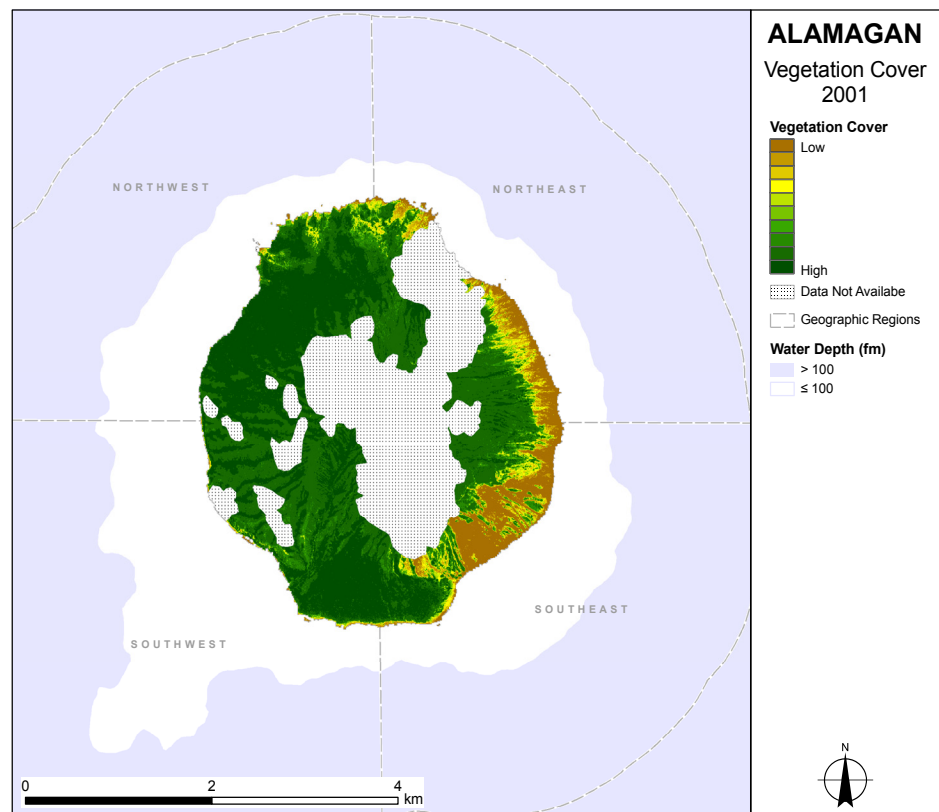 ALAMAGAN
Vegetation Cover
2001
Vegetation Cover
Low
High
Data Not Availabe
Geographic Regions
Water Depth (fm)
> 100
≤ 100
NORTHWEST
NORTHEAST
SOUTHEAST
SOUTHWEST
0 2 4
km
N